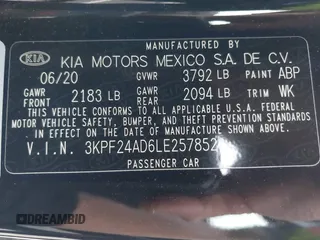 MANUFACTURED BY
KIA KIA MOTORS MEXICO S.A. DE C.V.
06/20 GVWR 3792 LB PAINT ABP
GAWR FRONT 2183 LB GAWR REAR 2094 LB TRIM WK
THIS VEHICLE CONFORMS TO ALL APPLICABLE U.S. FEDERAL
MOTOR VEHICLE SAFETY, BUMPER, AND THEFT PREVENTION
STANDARDS IN EFFECT ON THE DATE OF MANUFACTURE SHOWN ABOVE.
V.I.N. 3KPF24AD6LE257852
PASSENGER CAR
DREAMBID